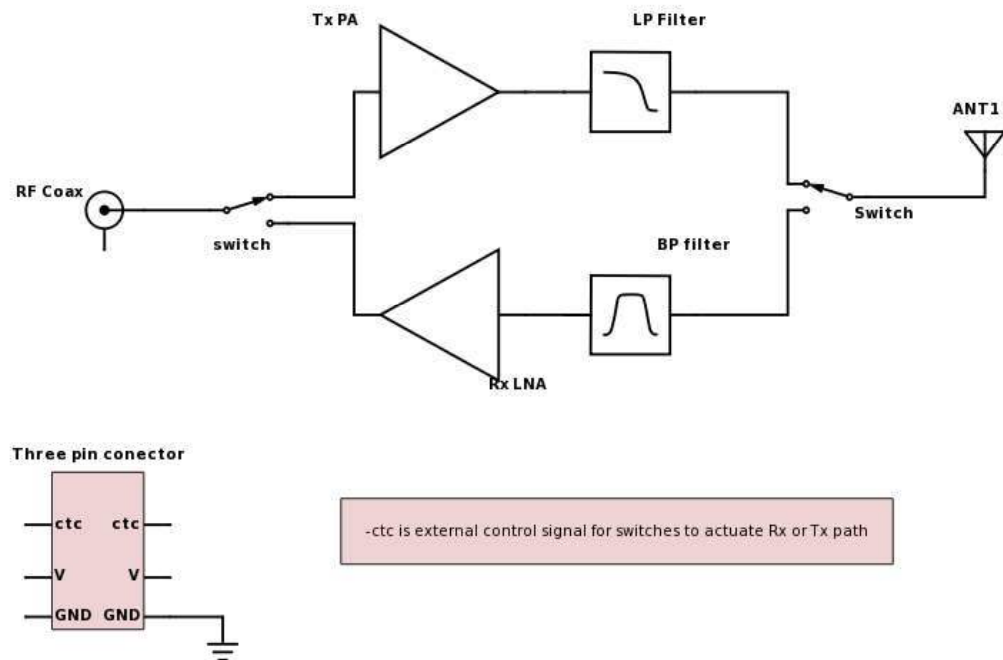 Tx PA
LP Filter
ANT1
RF Coax
switch
Switch
BP filter
Rx LNA
Three pin conector
ctc ctc
V V
GND GND
-ctc is external control signal for switches to actuate Rx or Tx path